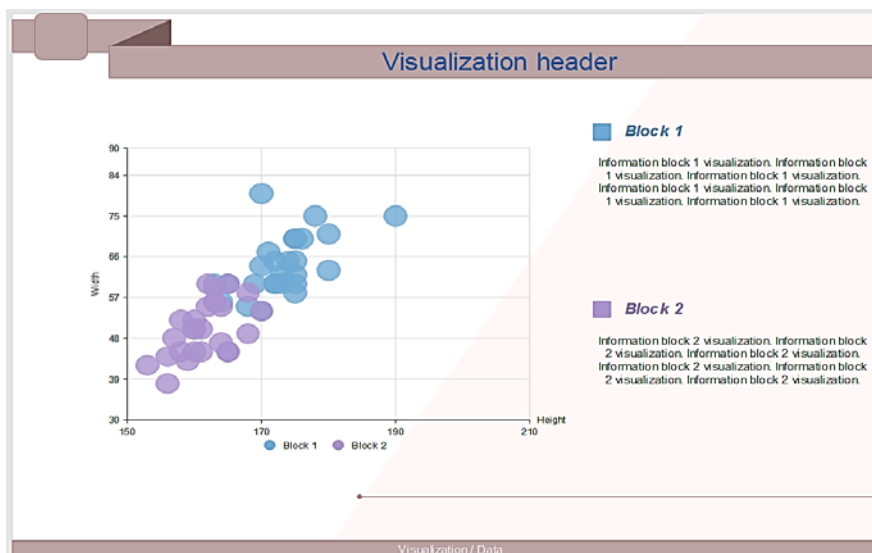 Visualization header
Block 1
Information block 1 visualization. Information block
1 visualization. Information block 1 visualization.
Information block 1 visualization. Information block
1 visualization. Information block 1 visualization.
90
84
75
66
57
48
39
30
Width
150
170
190
210
Height
Block 1
Block 2
Block 2
Information block 2 visualization. Information block
2 visualization. Information block 2 visualization.
Information block 2 visualization. Information block
2 visualization. Information block 2 visualization.
Visualization / Data